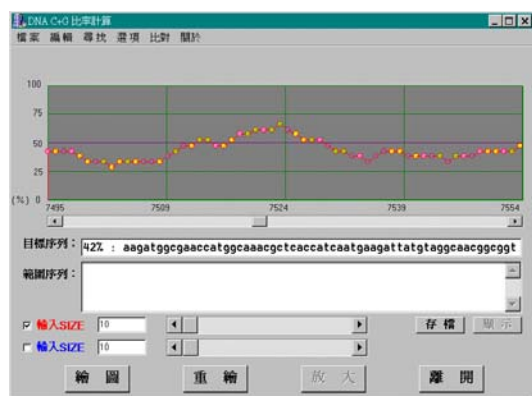 DNA C+G 比率計算
檔案 編輯 尋找 選項 比對 關於
100
75
50
25
(%) 0
7495 7509 7524 7539 7554
目標序列： 42% : aagatggcgaaccatggcaaacgctcaccatcaatgaagattatgtaggcaacggcggt
範圍序列：
輸入SIZE 10 存檔 顯示
輸入SIZE 10
繪圖 重繪 放大 離開